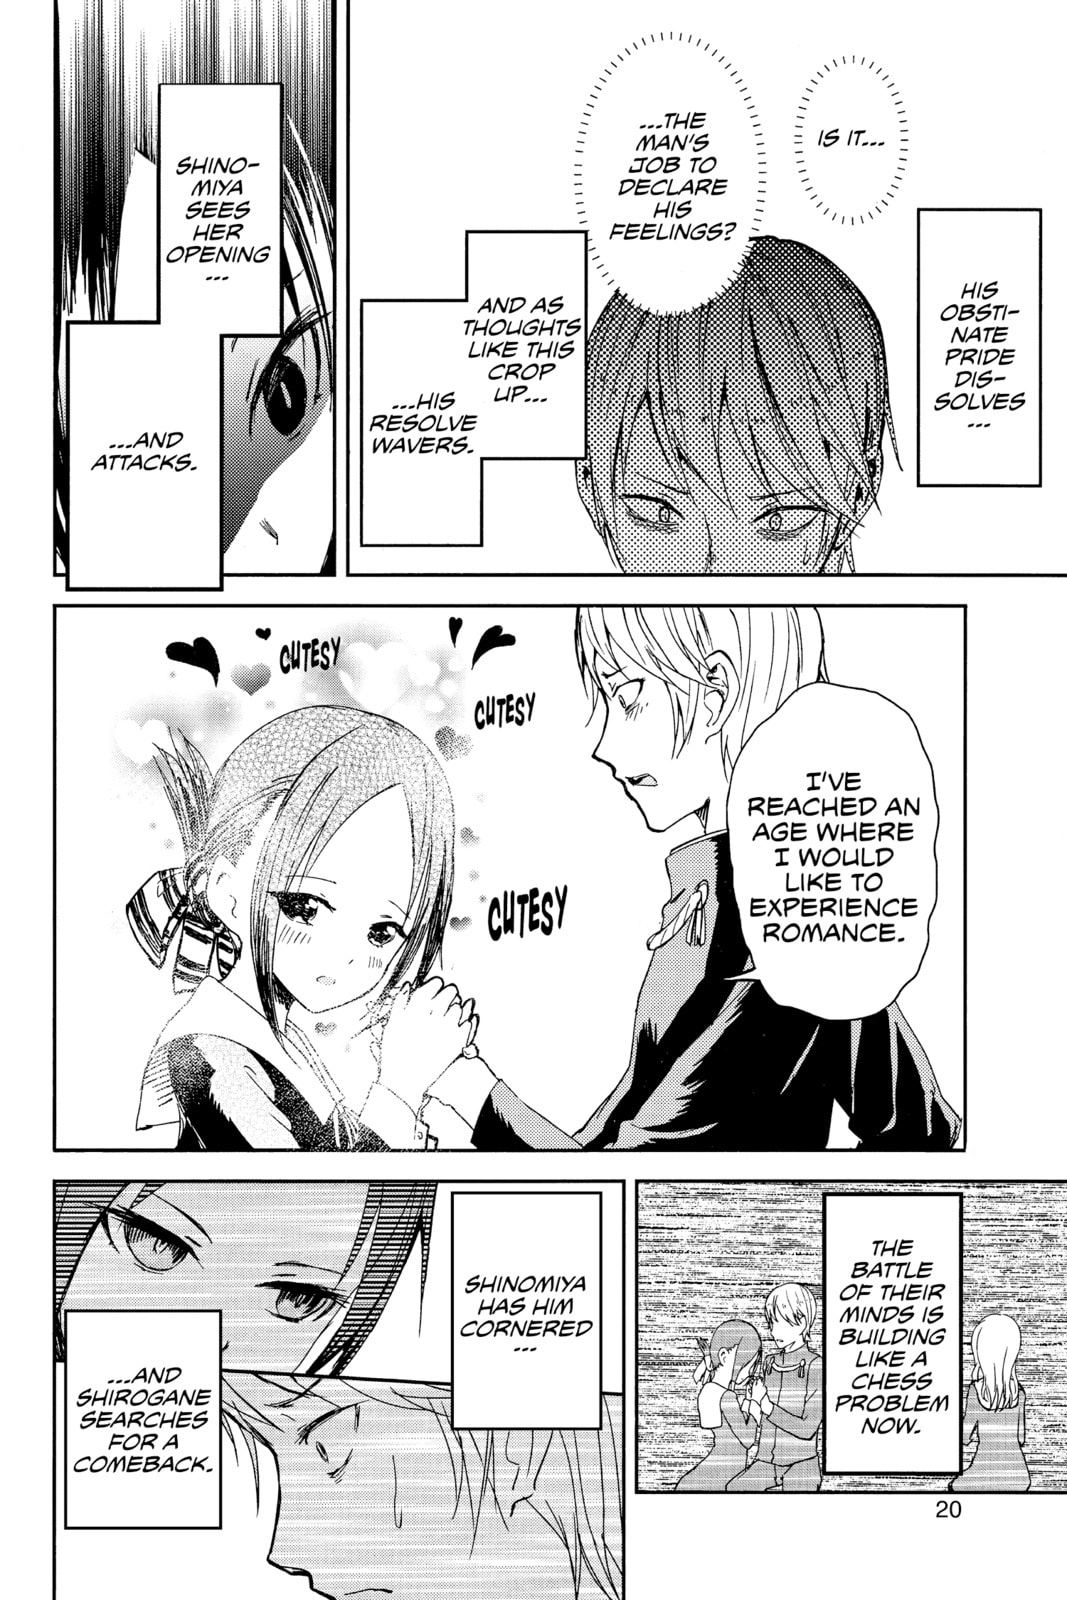 HIS
OBSTI-
NATE
PRIDE
DIS-
SOLVES
...
IS IT...
...THE
MAN'S
JOB TO
DECLARE
HIS
FEELINGS?
AND AS
THOUGHTS
LIKE THIS
CROP
UP...
...HIS
RESOLVE
WAVERS.
SHINO-
MIYA
SEES
HER
OPENING
...
...AND
ATTACKS.
I'VE
REACHED AN
AGE WHERE
I WOULD
LIKE TO
EXPERIENCE
ROMANCE.
CUTESY
CUTESY
CUTESY
THE
BATTLE
OF THEIR
MINDS IS
BUILDING
LIKE A
CHESS
PROBLEM
NOW.
SHINOMIYA
HAS HIM
CORNERED
...
...AND
SHIROGANE
SEARCHES
FOR A
COMEBACK.
20